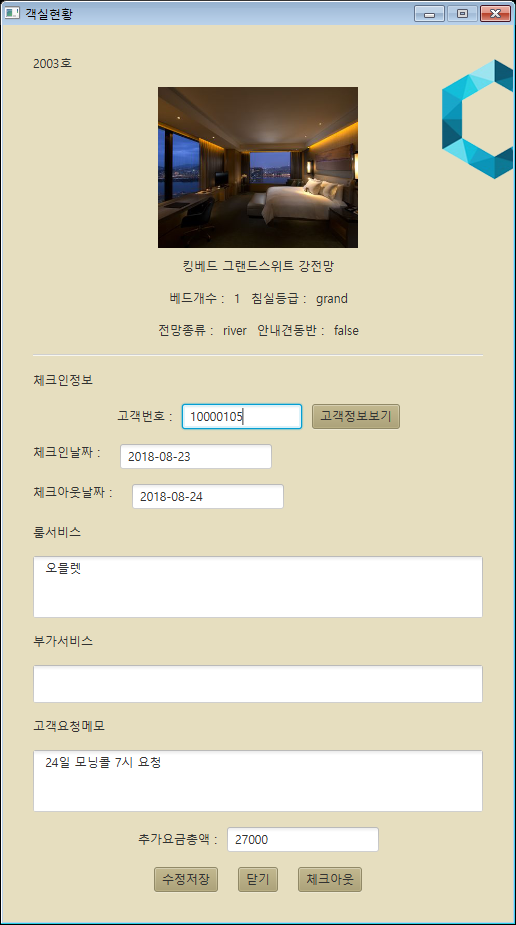 객실현황
2003호
킹베드 그랜드스위트 강전망
베드개수 : 1 침실등급 : grand
전망종류 : river 안내견동반 : false
체크인정보
고객번호 : 10000105 고객정보보기
체크인날짜 : 2018-08-23
체크아웃날짜 : 2018-08-24
룸서비스
오믈렛
부가서비스
고객요청메모
24일 모닝콜 7시 요청
추가요금총액 : 27000
수정저장 닫기 체크아웃